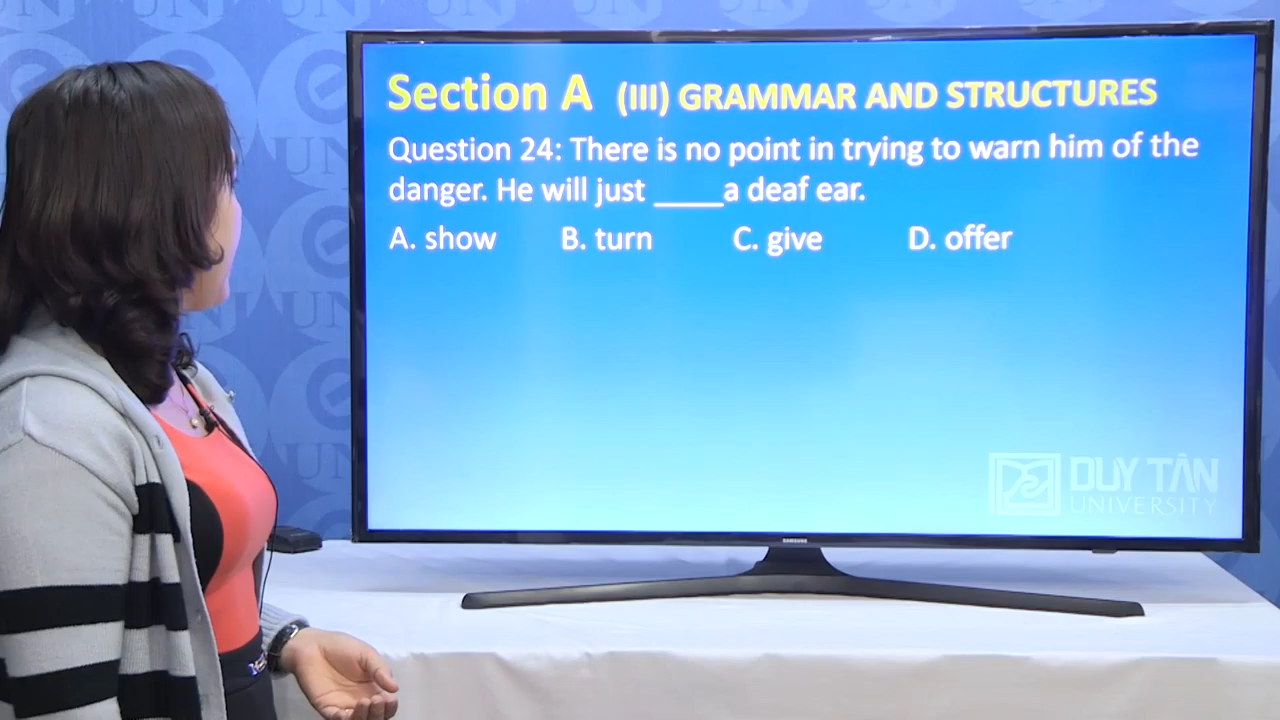 Section A (III) GRAMMAR AND STRUCTURES
Question 24: There is no point in trying to warn him of the
danger. He will just _____a deaf ear.
A. show B. turn C. give D. offer
DUY TÂN
UNIVERSITY
SAMSUNG